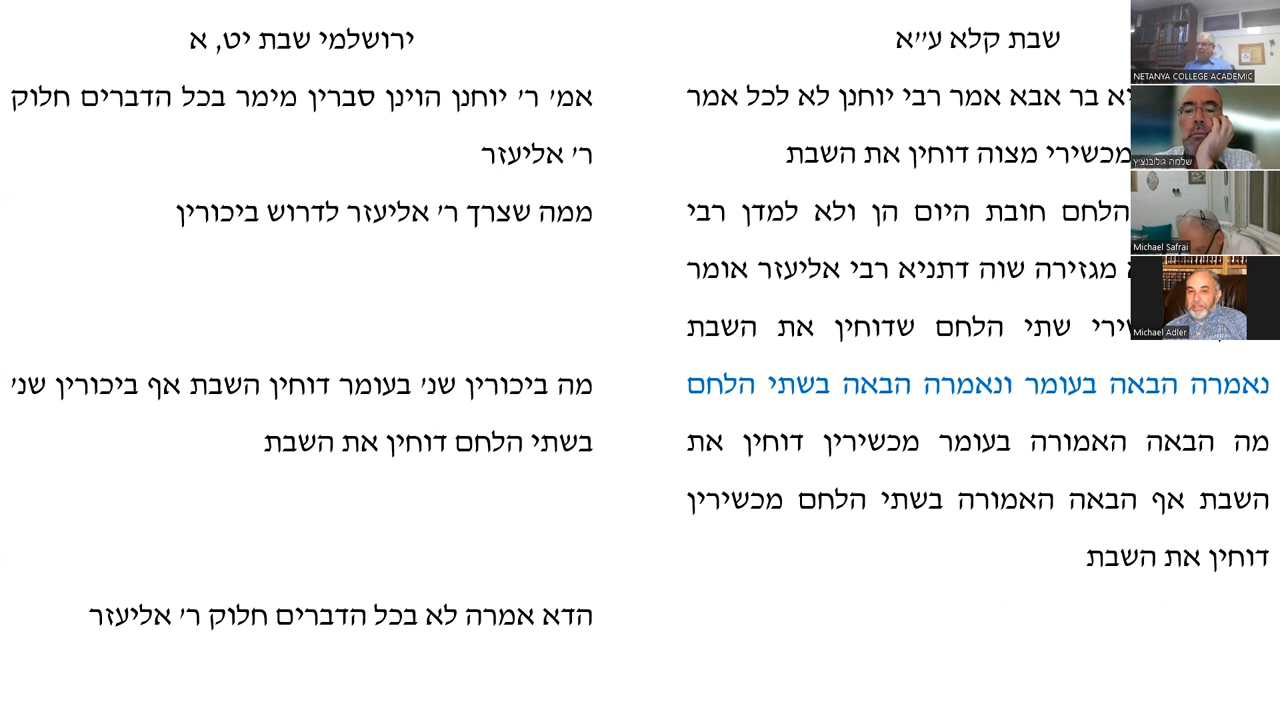 שבת קלא ע״א
יא בר אבא אמר רבי יוחנן לא לכל אמר
מכשירי מצוה דוחין את השבת
הלחם חובת היום הן ולא למדן רבי
מגזירה שוה דתניא רבי אליעזר אומר
שירי שתי הלחם שדוחין את השבת
נאמרה הבאה בעומר ונאמרה הבאה בשתי הלחם
מה הבאה האמורה בעומר מכשירין דוחין את
השבת אף הבאה האמורה בשתי הלחם מכשירין
דוחין את השבת
ירושלמי שבת יט, א
אמ׳ ר׳ יוחנן הוינן סברין מימר בכל הדברים חלוק
ר׳ אליעזר
ממה שצרך ר׳ אליעזר לדרוש ביכורין
מה ביכורין שנ׳ בעומר דוחין השבת אף ביכורין שנ׳
בשתי הלחם דוחין את השבת
הדא אמרה לא בכל הדברים חלוק ר׳ אליעזר
NETANYA COLLEGE ACADEMIC
שלמה גולובנציץ
Michael Safrai
Michael Adler